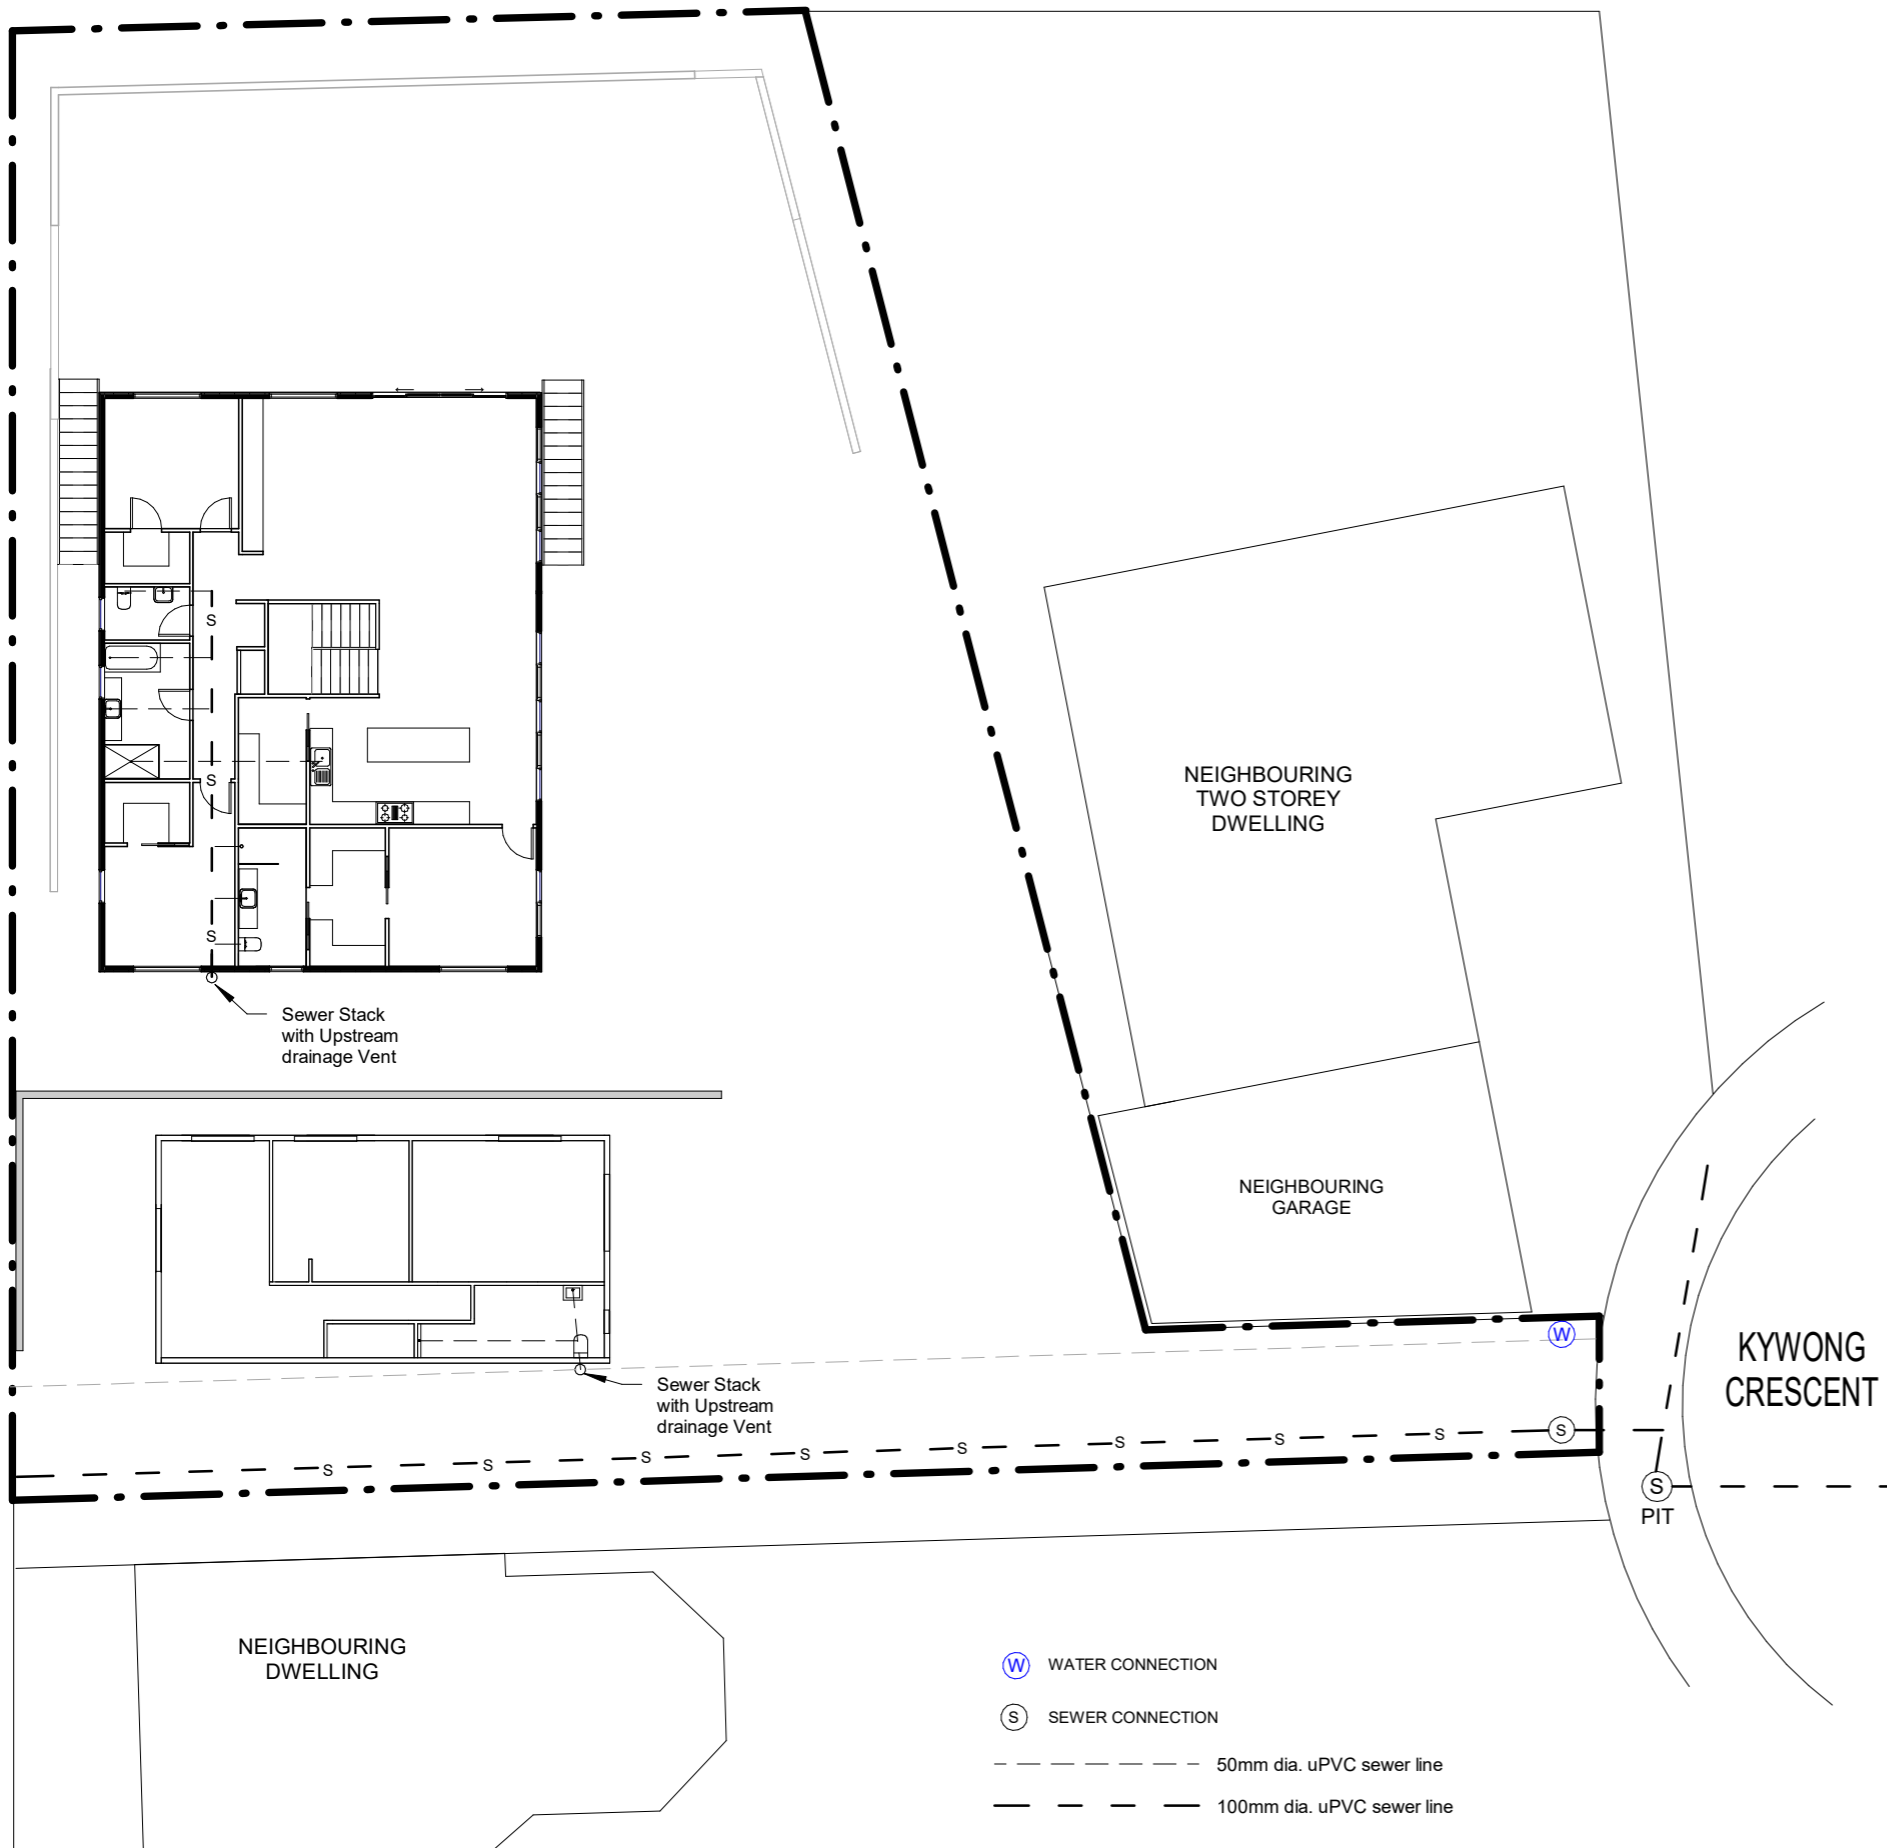 S
S
S
Sewer Stack
with Upstream
drainage Vent
NEIGHBOURING
TWO STOREY
DWELLING
NEIGHBOURING
GARAGE
W
KYWONG
CRESCENT
Sewer Stack
with Upstream
drainage Vent
S
S
S
S
S
S
S
S
S
S
PIT
NEIGHBOURING
DWELLING
W WATER CONNECTION
S SEWER CONNECTION
50mm dia. uPVC sewer line
100mm dia. uPVC sewer line